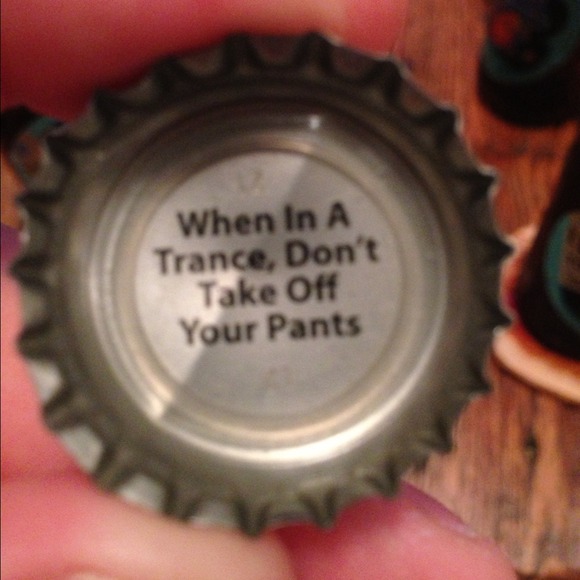 When In A
Trance, Don't
Take Off
Your Pants